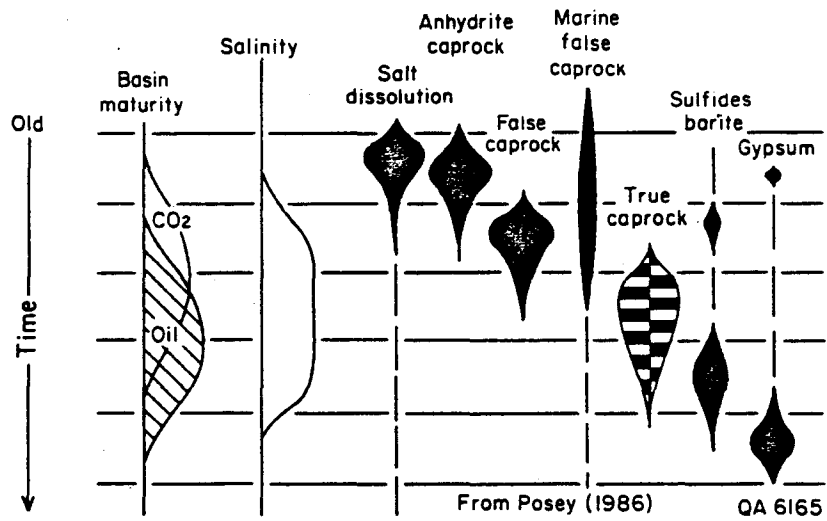 Basin
maturity
Salinity
Salt
dissolution
Anhydrite
caprock
False
caprock
Marine
false
caprock
True
caprock
Sulfides
barite
Gypsum
Old
Time
CO2
Oil
From Posey (1986)
QA 6165